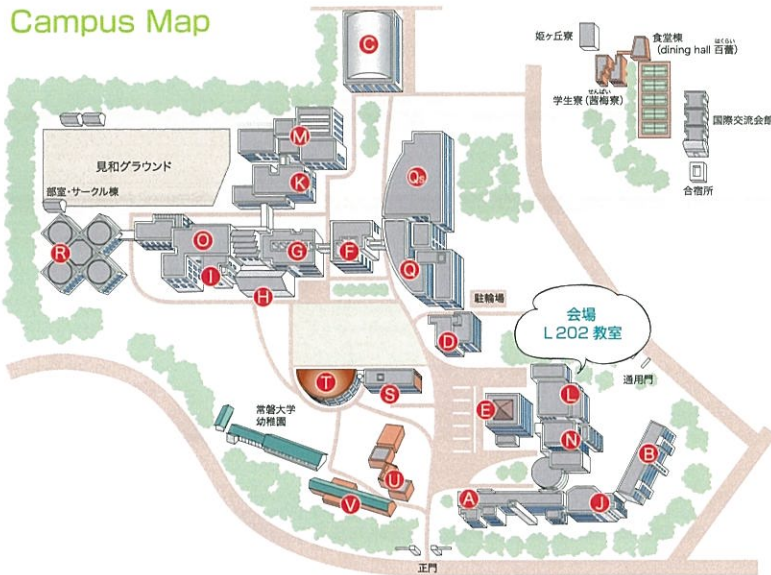 Campus Map
C
姫ヶ丘寮
はくらい
食堂棟
(dining hall 百蕾)
せんばい
学生寮(茜梅寮)
国際交流会館
合宿所
M
見和グラウンド
K
Qs
部室・サークル棟
R
O
G
F
I
Q
H
駐輪場
会場
L 202 教室
D
通用門
T
S
L
E
常磐大学
幼稚園
N
B
U
V
A
J
正門